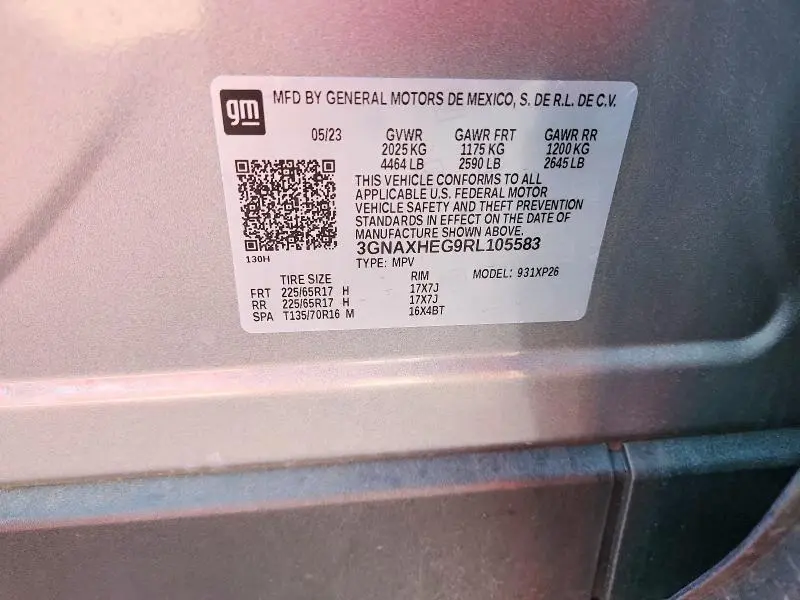 gm MFD BY GENERAL MOTORS DE MEXICO, S. DE R.L. DE C.V.
05/23 GVWR GAWR FRT GAWR RR
2025 KG 1175 KG 1200 KG
4464 LB 2590 LB 2645 LB
THIS VEHICLE CONFORMS TO ALL
APPLICABLE U.S. FEDERAL MOTOR
VEHICLE SAFETY AND THEFT PREVENTION
STANDARDS IN EFFECT ON THE DATE OF
MANUFACTURE SHOWN ABOVE.
3GNAXHEG9RL105583
130H
TYPE: MPV MODEL: 931XP26
TIRE SIZE RIM
FRT 225/65R17 H 17X7J
RR 225/65R17 H 17X7J
SPA T135/70R16 M 16X4BT